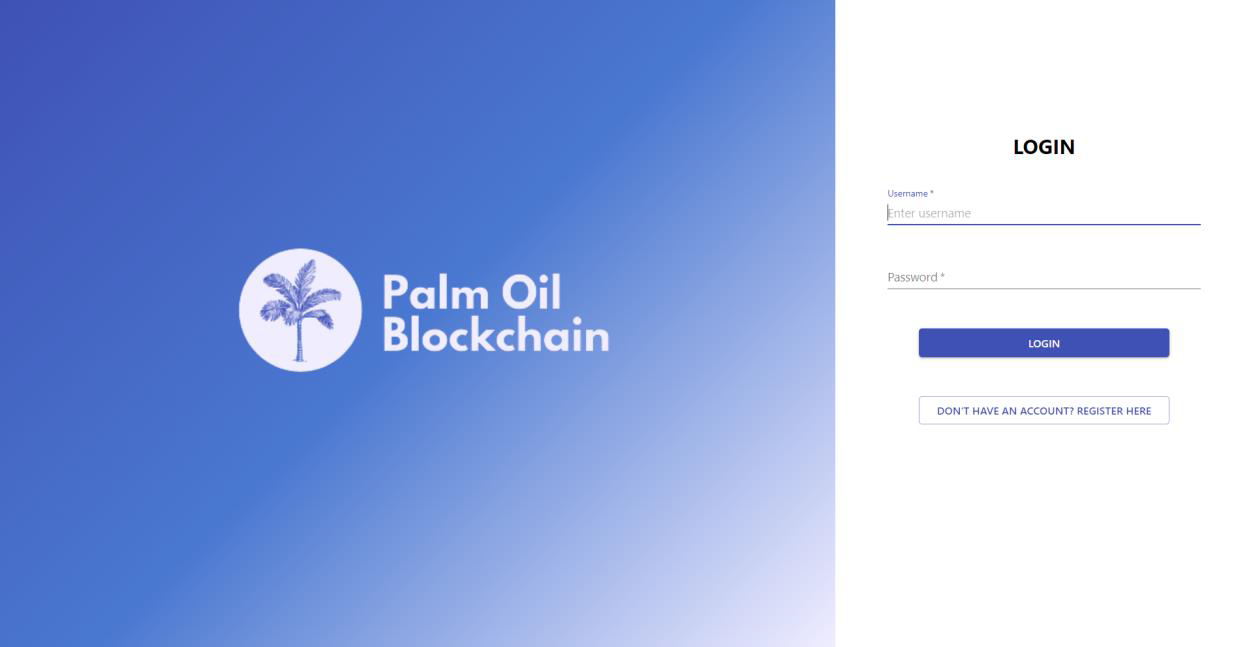 Palm Oil
Blockchain
LOGIN
Username *
Enter username
Password *
LOGIN
DON'T HAVE AN ACCOUNT? REGISTER HERE